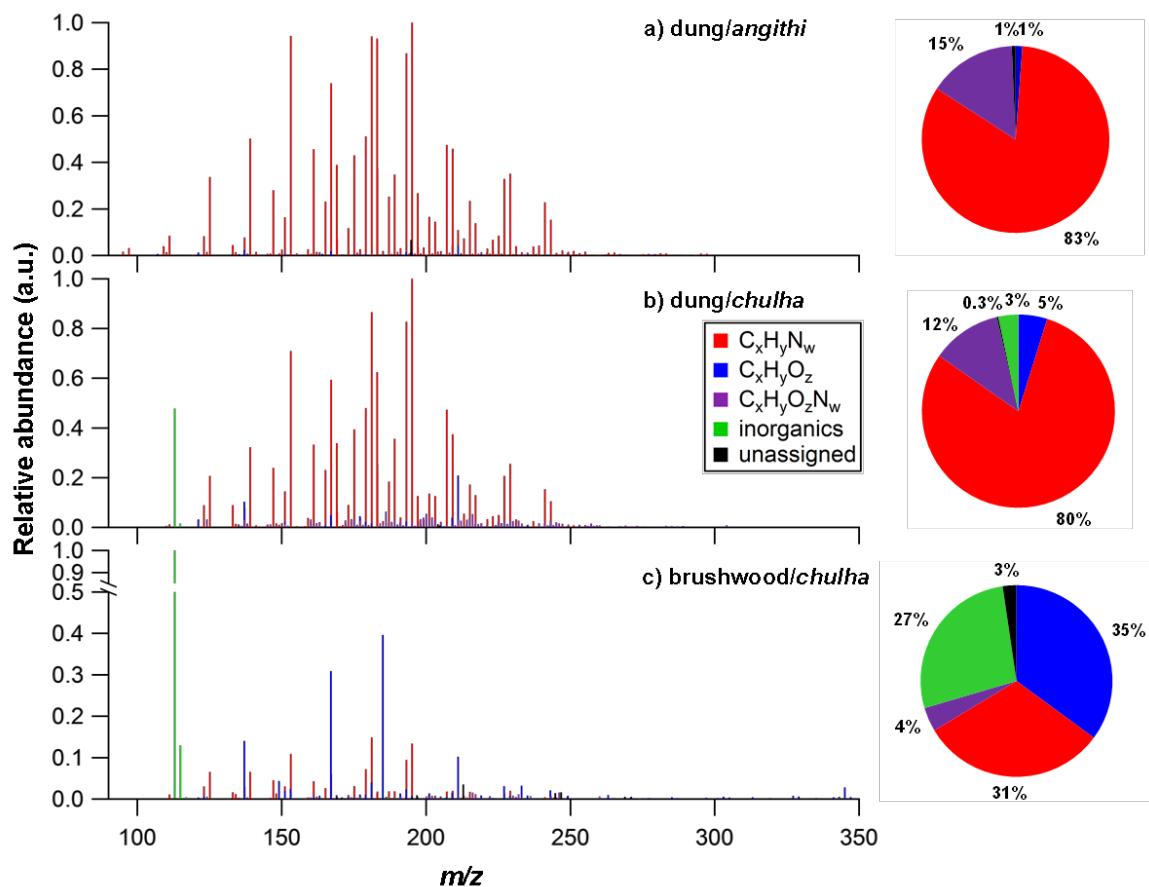 Relative abundance (a.u.)
1.0
0.8
0.6
0.4
0.2
0.0
a) dung/angithi
1%1%
15%
83%
1.0
0.8
0.6
0.4
0.2
0.0
b) dung/chulha
CxHyNw
CxHyOz
CxHyOzNw
inorganics
unassigned
0.3% 3% 5%
12%
80%
1.0
0.9
0.5
0.4
0.3
0.2
0.1
0.0
c) brushwood/chulha
3%
27%
35%
4%
31%
100 150 200 250 300 350
m/z